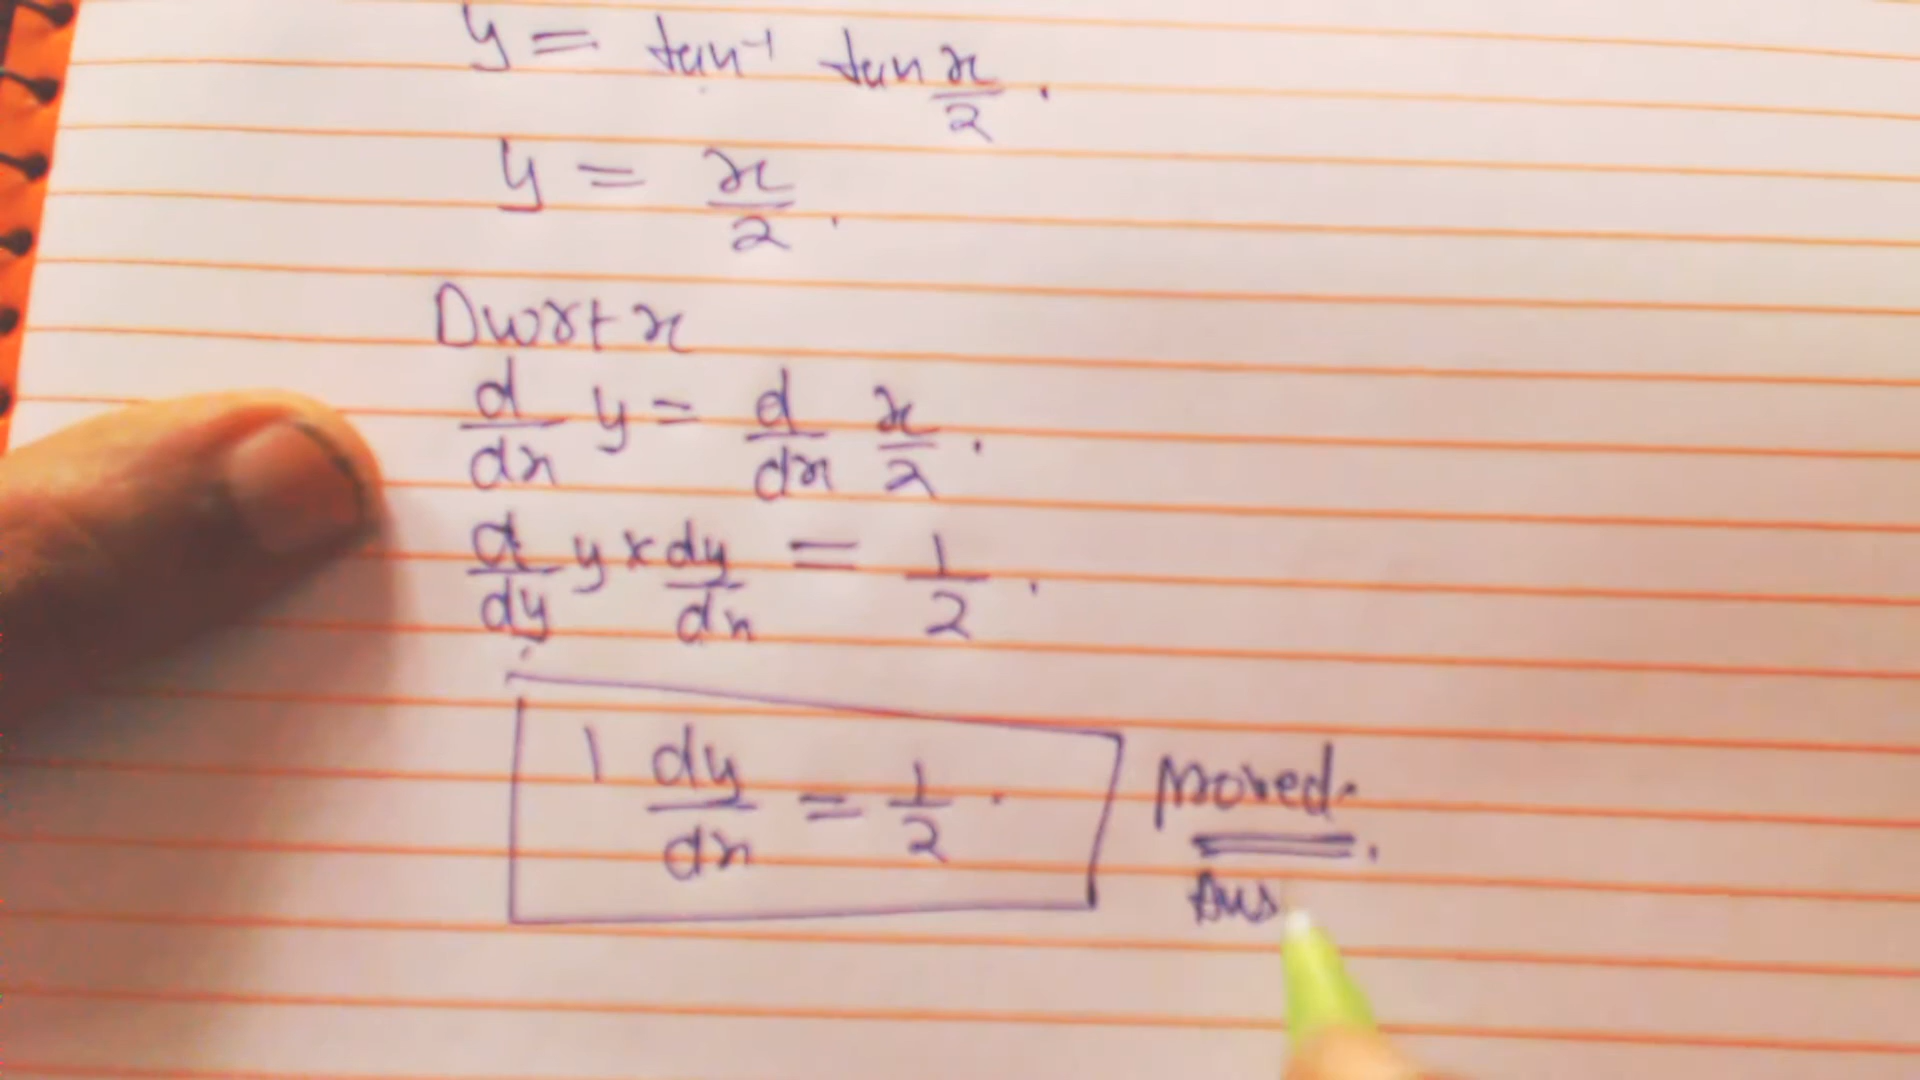 y = tan⁻¹ tan x/2 .
y = x/2 .
Dwrt x
d/dx y = d/dx x/2 .
d/dy y × dy/dx = 1/2 .
1 dy/dx = 1/2 . proved.
Ans